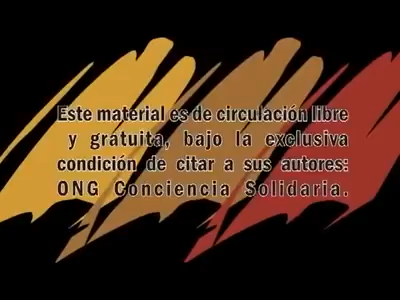 Este material es de circulación libre
y gratuita, bajo la exclusiva
condición de citar a sus autores:
ONG Conciencia Solidaria.